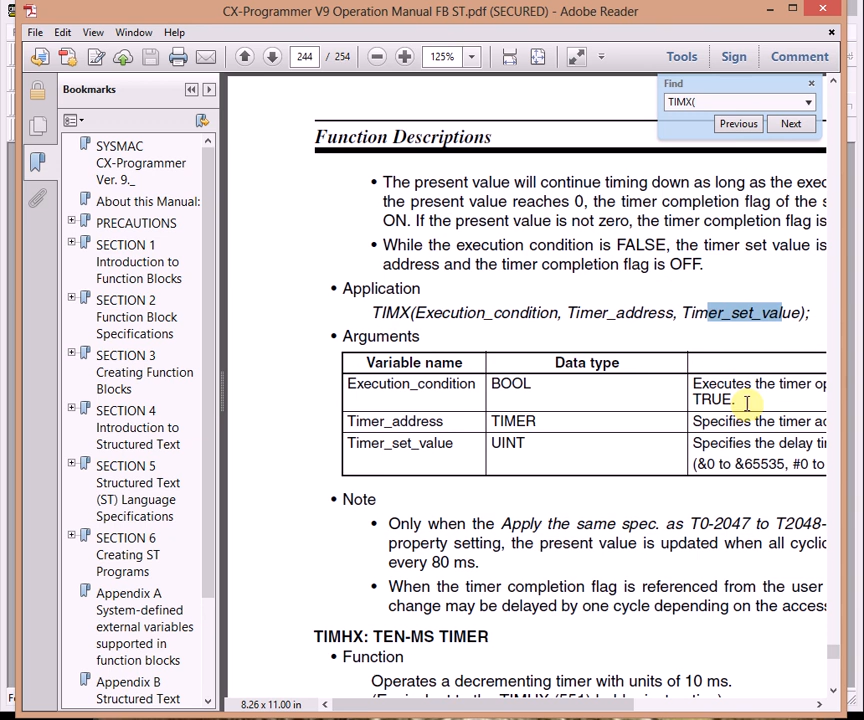 CX-Programmer V9 Operation Manual FB ST.pdf (SECURED) - Adobe Reader
File Edit View Window Help
244 / 254 125% Tools Sign Comment
Bookmarks
SYSMAC
CX-Programmer
Ver. 9._
About this Manual:
PRECAUTIONS
SECTION 1
Introduction to
Function Blocks
SECTION 2
Function Block
Specifications
SECTION 3
Creating Function
Blocks
SECTION 4
Introduction to
Structured Text
SECTION 5
Structured Text
(ST) Language
Specifications
SECTION 6
Creating ST
Programs
Appendix A
System-defined
external variables
supported in
function blocks
Appendix B
Structured Text
Find
TIMX(
Previous Next
Function Descriptions
• The present value will continue timing down as long as the exec
the present value reaches 0, the timer completion flag of the s
ON. If the present value is not zero, the timer completion flag is
• While the execution condition is FALSE, the timer set value is
address and the timer completion flag is OFF.
• Application
TIMX(Execution_condition, Timer_address, Timer_set_value);
• Arguments
Variable name Data type
Execution_condition BOOL Executes the timer op
TRUE.
Timer_address TIMER Specifies the timer ac
Timer_set_value UINT Specifies the delay tir
(&0 to &65535, #0 to
• Note
• Only when the Apply the same spec. as T0-2047 to T2048-
property setting, the present value is updated when all cyclic
every 80 ms.
• When the timer completion flag is referenced from the user
change may be delayed by one cycle depending on the access
TIMHX: TEN-MS TIMER
• Function
Operates a decrementing timer with units of 10 ms.
8.26 x 11.00 in